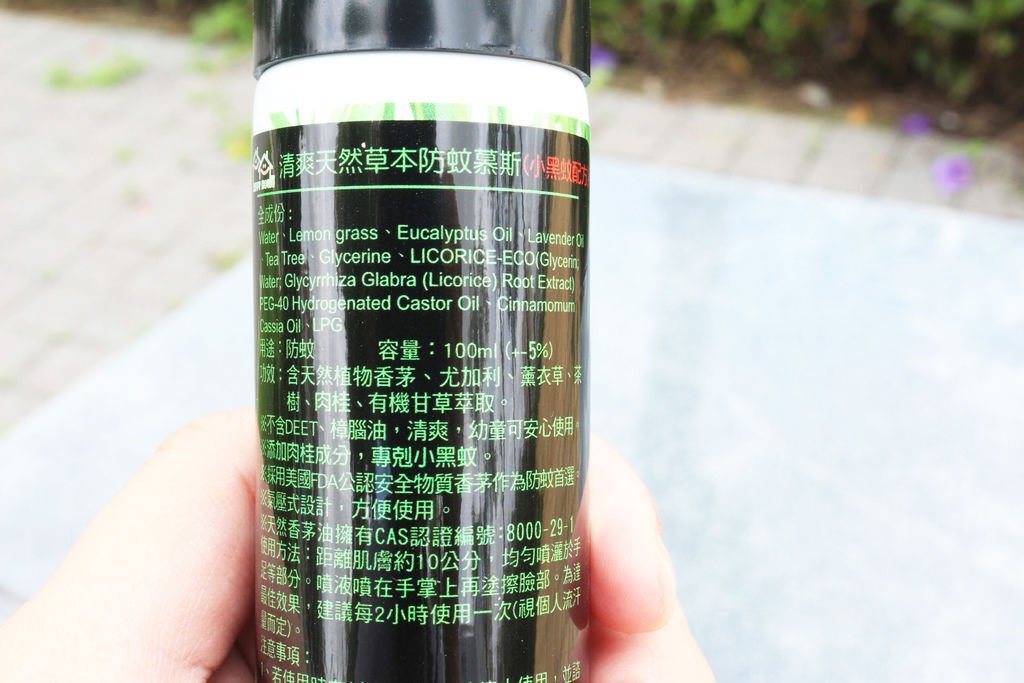 清爽天然草本防蚊慕斯(小黑蚊配方
全成份：
Water、Lemon grass、Eucalyptus Oil、Lavender Oil
、Tea Tree、Glycerine、LICORICE-ECO(Glycerin;
Water; Glycyrrhiza Glabra (Licorice) Root Extract)
PEG-40 Hydrogenated Castor Oil、Cinnamomum
Cassia Oil、LPG
用途：防蚊 容量：100ml (+-5%)
功效：含天然植物香茅、尤加利、薰衣草、茶
樹、肉桂、有機甘草萃取。
※不含DEET、樟腦油，清爽，幼童可安心使用。
※添加肉桂成分，專剋小黑蚊。
※採用美國FDA公認安全物質香茅作為防蚊首選。
※氣壓式設計，方便使用。
※天然香茅油擁有CAS認證編號:8000-29-1
使用方法：距離肌膚約10公分，均勻噴灑於手
足等部分。噴液噴在手掌上再塗擦臉部。為達
最佳效果，建議每2小時使用一次(視個人流汗
量而定)。
注意事項：
1、若使用時